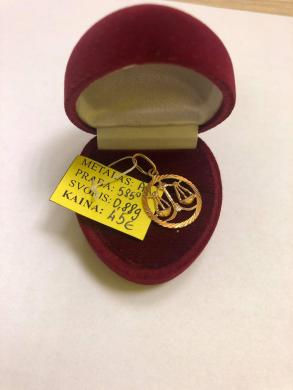 METALAS: A
PRABA: 585°
SVORIS: 0,88g
KAINA: 45€